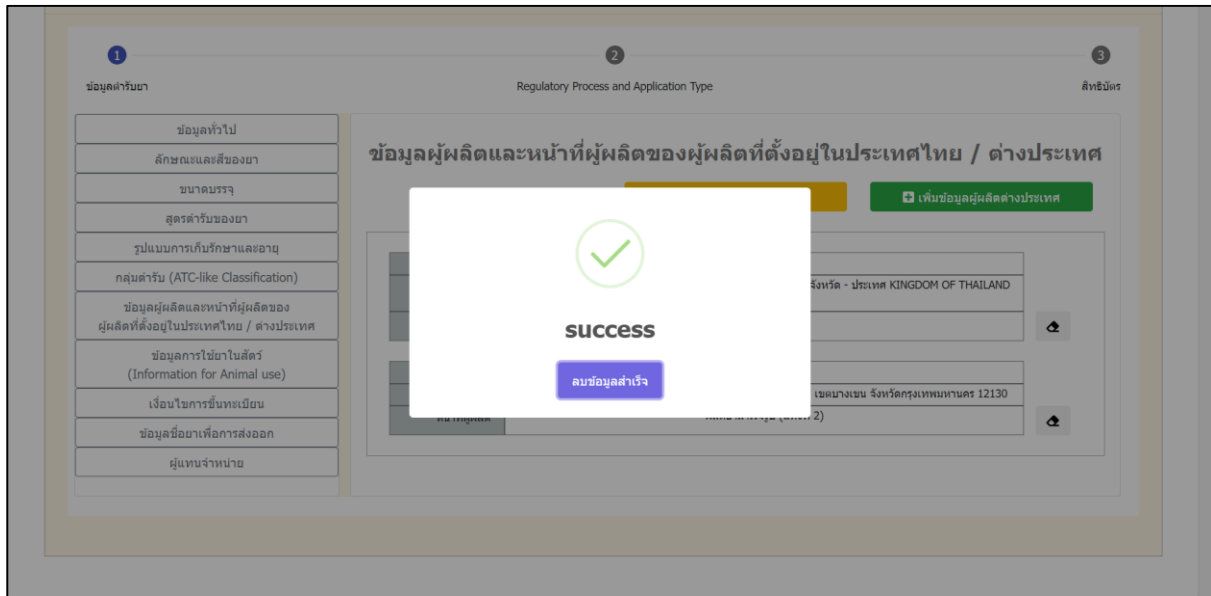 1
2
3
ข้อมูลตำรับยา
Regulatory Process and Application Type
สิทธิบัตร
ข้อมูลทั่วไป
ลักษณะและสีของยา
ขนาดบรรจุ
สูตรตำรับของยา
รูปแบบการเก็บรักษาและอายุ
กลุ่มตำรับ (ATC-like Classification)
ข้อมูลผู้ผลิตและหน้าที่ผู้ผลิตของ
ผู้ผลิตที่ตั้งอยู่ในประเทศไทย / ต่างประเทศ
ข้อมูลการใช้ยาในสัตว์
(Information for Animal use)
เงื่อนไขการขึ้นทะเบียน
ข้อมูลชื่อยาเพื่อการส่งออก
ผู้แทนจำหน่าย
ข้อมูลผู้ผลิตและหน้าที่ผู้ผลิตของผู้ผลิตที่ตั้งอยู่ในประเทศไทย / ต่างประเทศ
เพิ่มข้อมูลผู้ผลิตต่างประเทศ
จังหวัด - ประเทศ KINGDOM OF THAILAND
success
ลบข้อมูลสำเร็จ
เขตบางเขน จังหวัดกรุงเทพมหานคร 12130
2)